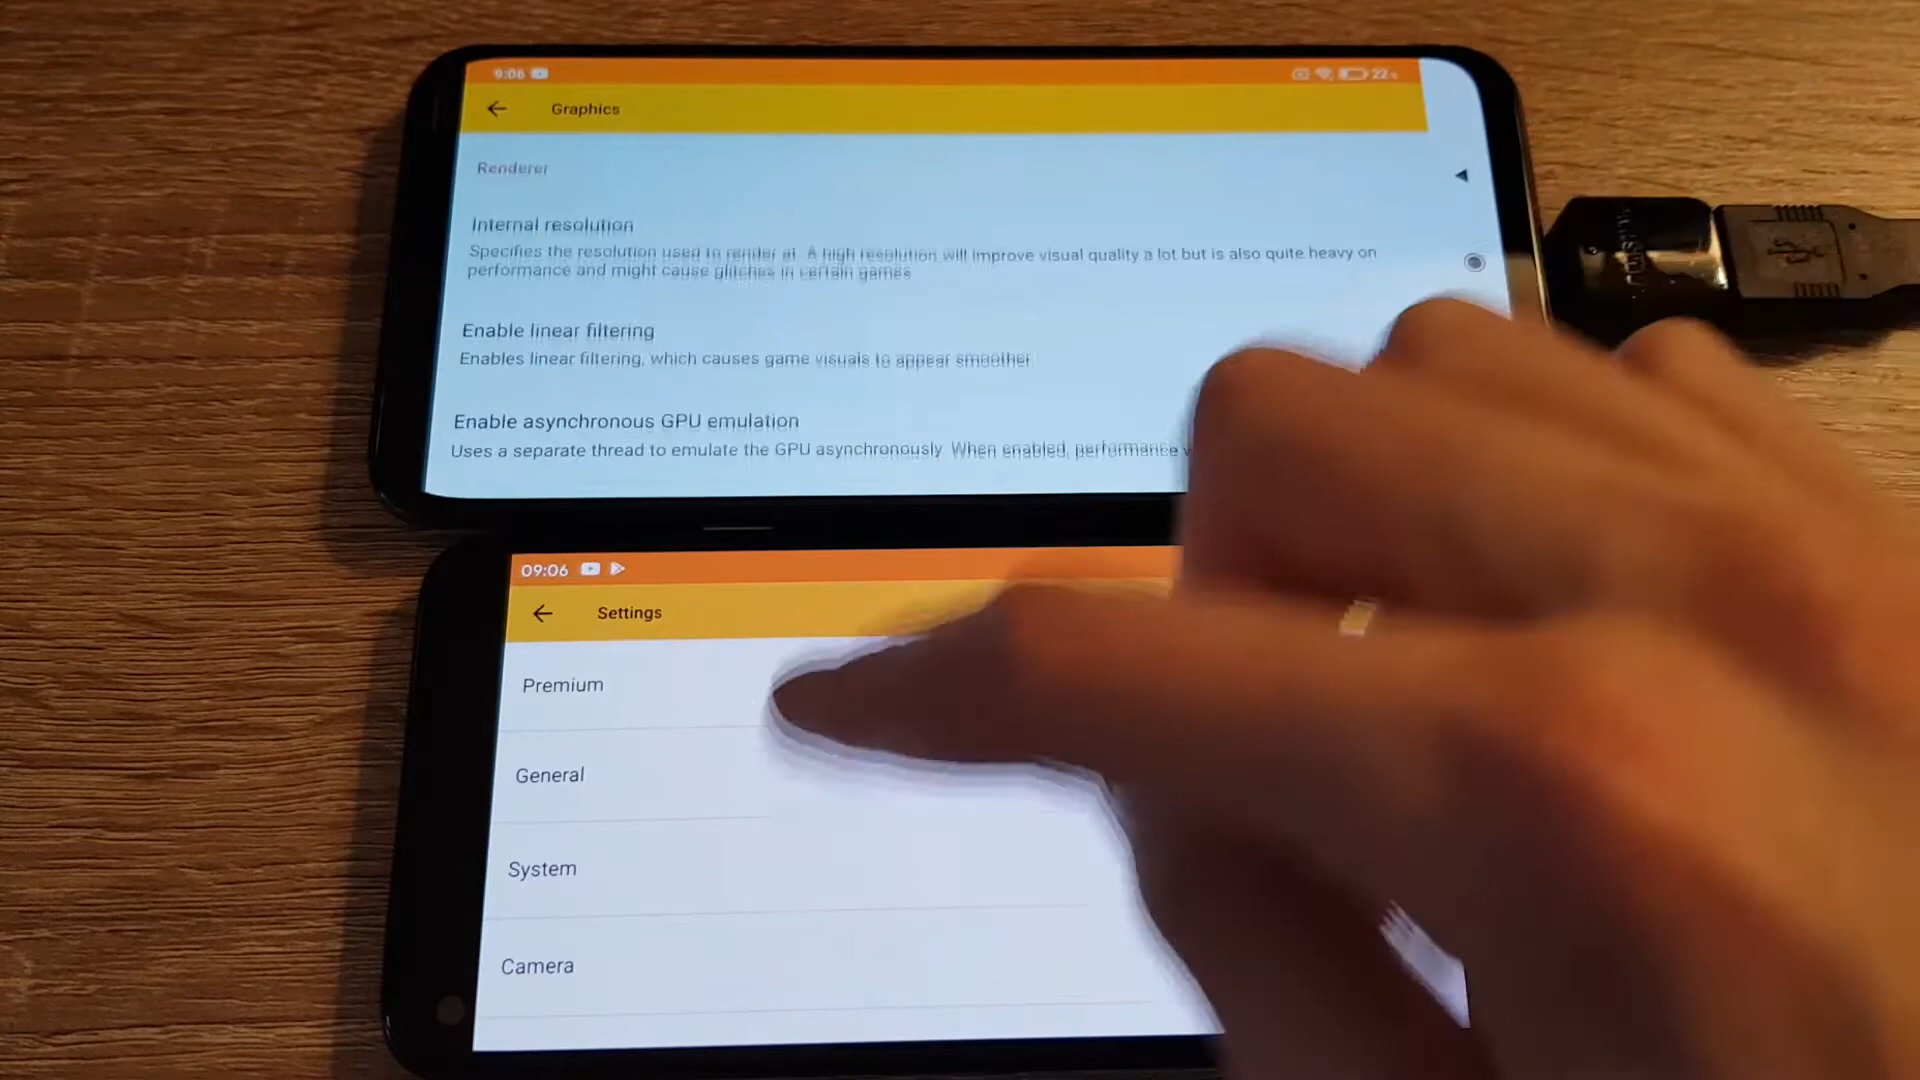 9:06
22
Graphics
Renderer
Internal resolution
Specifies the resolution used to render at. A high resolution will improve visual quality a lot but is also quite heavy on
performance and might cause glitches in certain games
Enable linear filtering
Enables linear filtering, which causes game visuals to appear smoother
Enable asynchronous GPU emulation
Uses a separate thread to emulate the GPU asynchronously. When enabled, performance
SAMSUNG
09:06
Settings
Premium
General
System
Camera